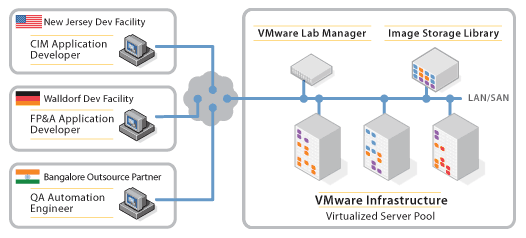 New Jersey Dev Facility
CIM Application
Developer
Walldorf Dev Facility
FP&A Application
Developer
Bangalore Outsource Partner
QA Automation
Engineer
VMware Lab Manager
Image Storage Library
LAN/SAN
VMware Infrastructure
Virtualized Server Pool